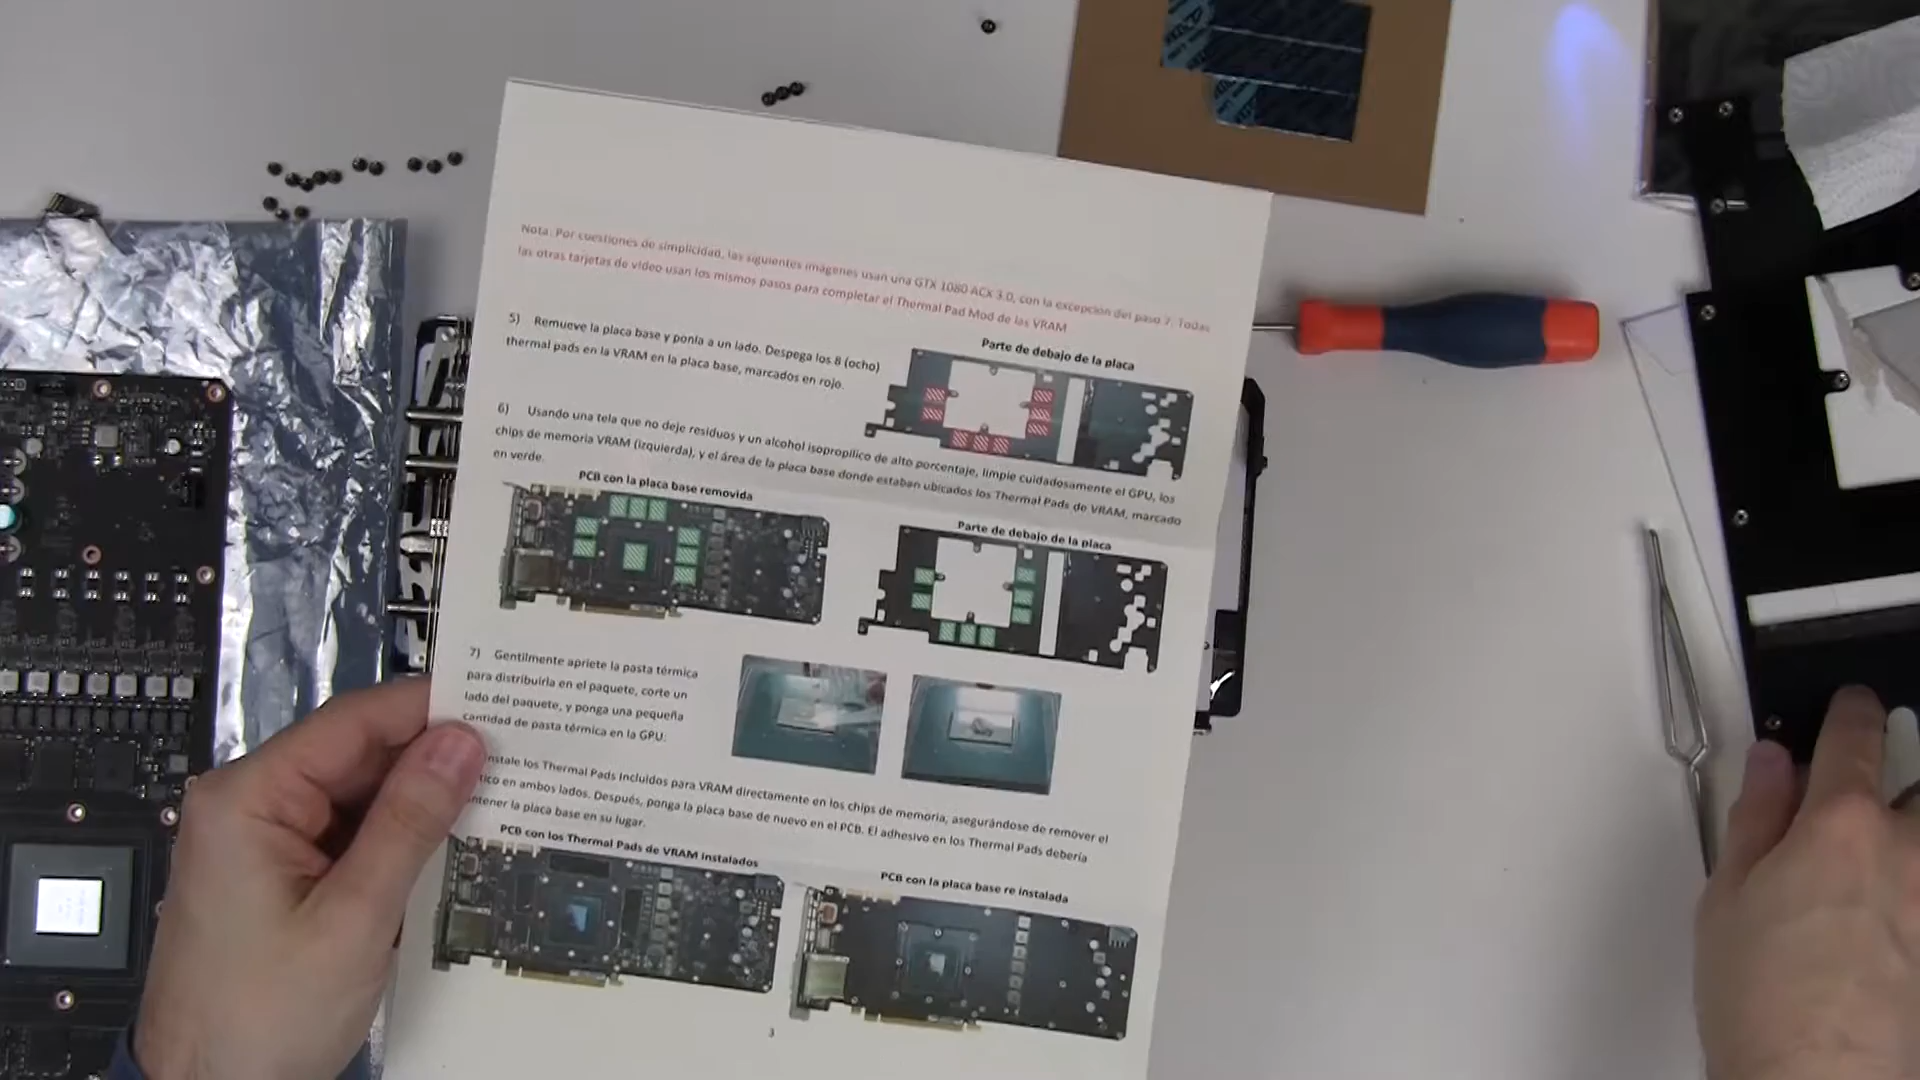 Nota: Por cuestiones de simplicidad, las siguientes imágenes usan una GTX 1080 ACX 3.0, con la excepción del paso 7. Todas
las otras tarjetas de vídeo usan los mismos pasos para completar el Thermal Pad Mod de las VRAM
5) Remueve la placa base y ponla a un lado. Despega los 8 (ocho)
thermal pads en la VRAM en la placa base, marcados en rojo.
Parte de debajo de la placa
6) Usando una tela que no deje residuos y un alcohol isopropílico de alto porcentaje, limpie cuidadosamente el GPU, los
chips de memoria VRAM (izquierda), y el área de la placa base donde estaban ubicados los Thermal Pads de VRAM, marcado
en verde.
PCB con la placa base removida
Parte de debajo de la placa
7) Gentilmente apriete la pasta térmica
para distribuirla en el paquete, corte un
lado del paquete, y ponga una pequeña
cantidad de pasta térmica en la GPU.
los Thermal Pads Incluidos para VRAM directamente en los chips de memoria, asegurándose de remover el
en ambos lados. Después, ponga la placa base de nuevo en el PCB. El adhesivo en los Thermal Pads debería
la placa base en su lugar.
PCB con los Thermal Pads de VRAM instalados
PCB con la placa base re instalada
3